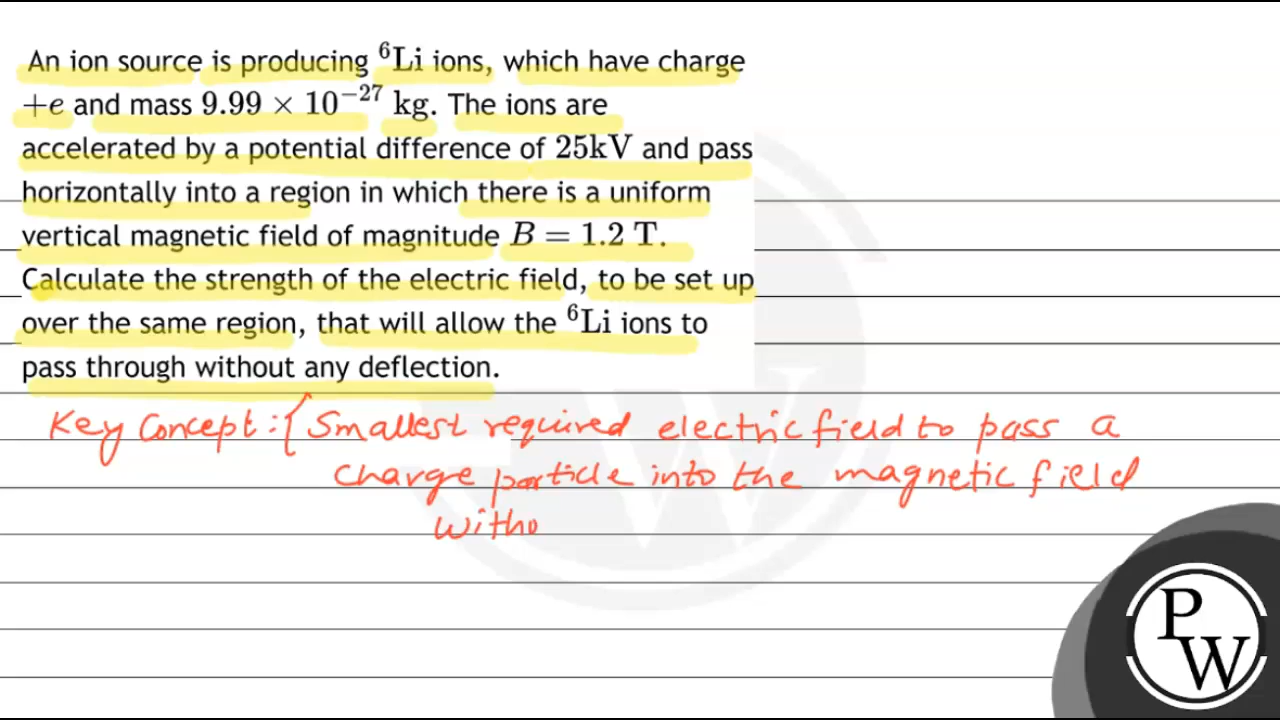 An ion source is producing ⁶Li ions, which have charge
+e and mass 9.99 × 10⁻²⁷ kg. The ions are
accelerated by a potential difference of 25kV and pass
horizontally into a region in which there is a uniform
vertical magnetic field of magnitude B = 1.2 T.
Calculate the strength of the electric field, to be set up
over the same region, that will allow the ⁶Li ions to
pass through without any deflection.
Key Concept : { Smallest required electric field to pass a
charge particle into the magnetic field
witho
P
W